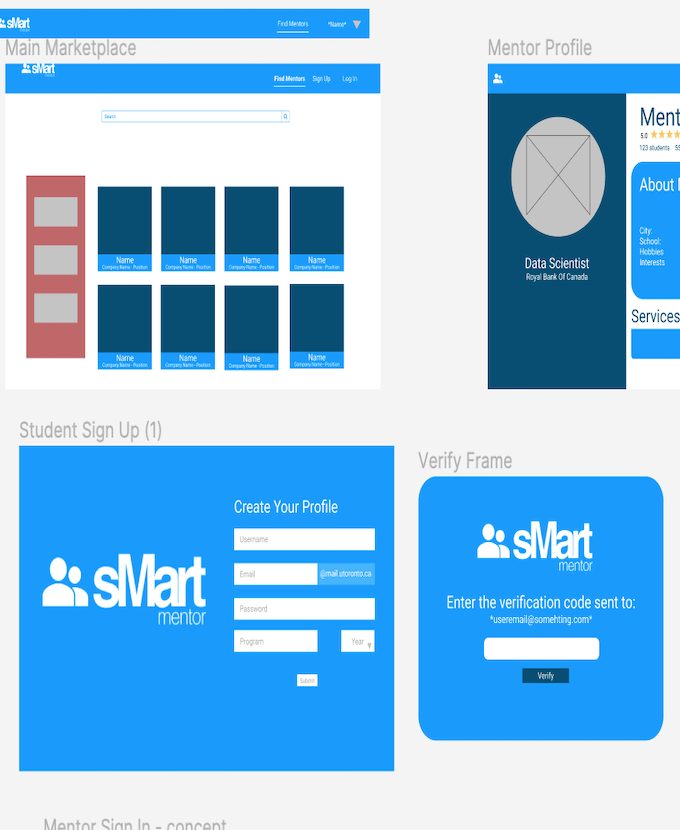 sMart
Find Mentors
*Name*
Main Marketplace
sMart
Find Mentors
Sign Up
Log In
Search
Name
Company Name - Position
Name
Company Name - Position
Name
Company Name - Position
Name
Company Name - Position
Name
Company Name - Position
Name
Company Name - Position
Name
Company Name - Position
Name
Company Name - Position
Mentor Profile
Data Scientist
Royal Bank Of Canada
Ment
5.0
123 students 55
About
City:
School:
Hobbies
Interests
Services
Student Sign Up (1)
sMart
mentor
Create Your Profile
Username
Email
@mail.utoronto.ca
Password
Program
Year
Submit
Verify Frame
sMart
mentor
Enter the verification code sent to:
*useremail@somehting.com*
Verify
Mentor Sign In - concept